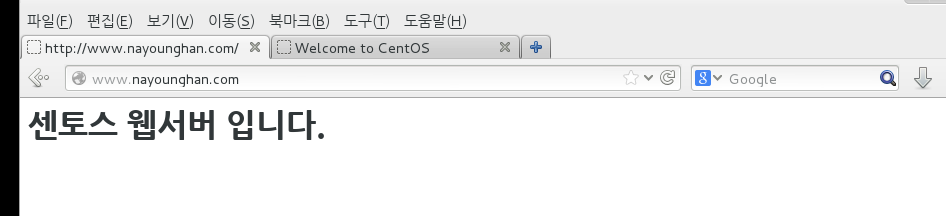 파일(F) 편집(E) 보기(V) 이동(S) 북마크(B) 도구(T) 도움말(H)
http://www.nayounghan.com/ Welcome to CentOS
www.nayounghan.com 8 Google
센토스 웹서버 입니다.